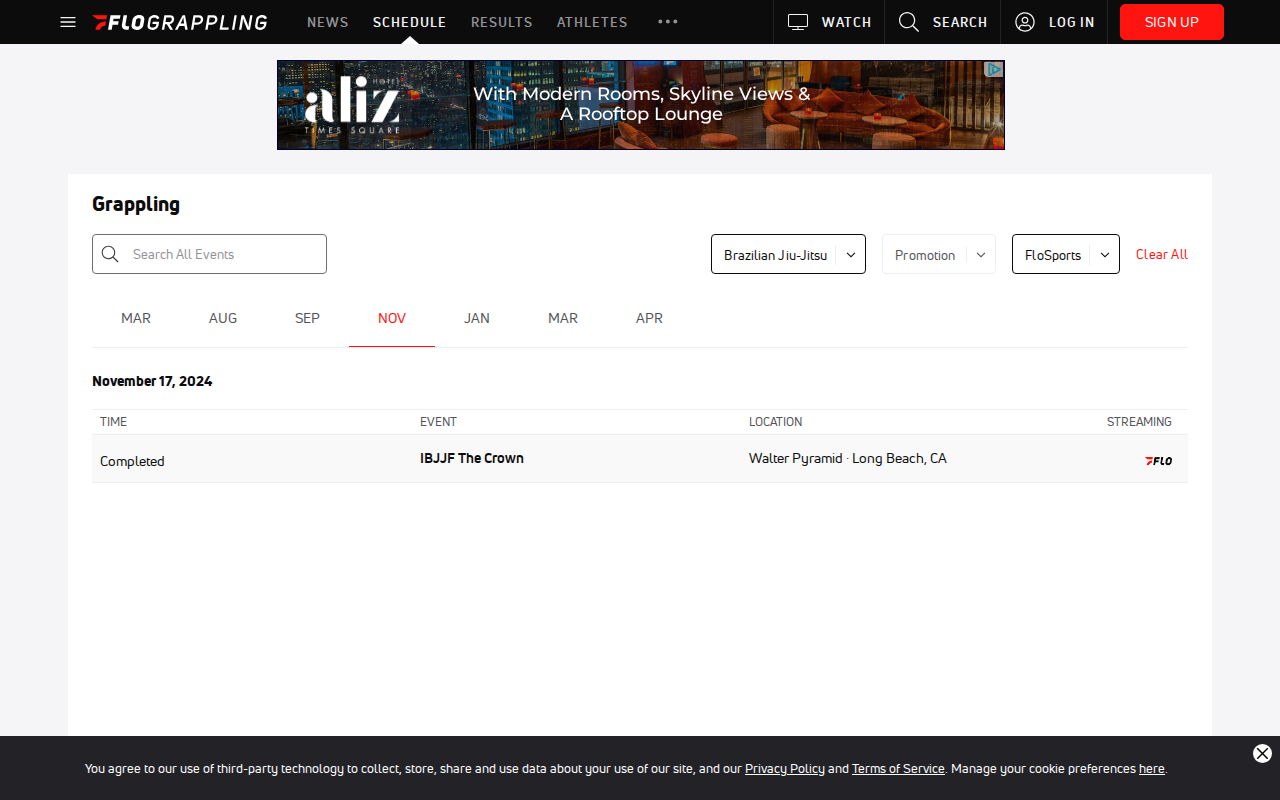 FLOGRAPPLING NEWS SCHEDULE RESULTS ATHLETES WATCH SEARCH LOG IN SIGN UP
HOTEL
aliz
TIMES SQUARE
With Modern Rooms, Skyline Views &
A Rooftop Lounge
Grappling
Search All Events Brazilian Jiu-Jitsu Promotion FloSports Clear All
MAR AUG SEP NOV JAN MAR APR
November 17, 2024
TIME EVENT LOCATION STREAMING
Completed IBJJF The Crown Walter Pyramid · Long Beach, CA FLO
You agree to our use of third-party technology to collect, store, share and use data about your use of our site, and our Privacy Policy and Terms of Service. Manage your cookie preferences here.